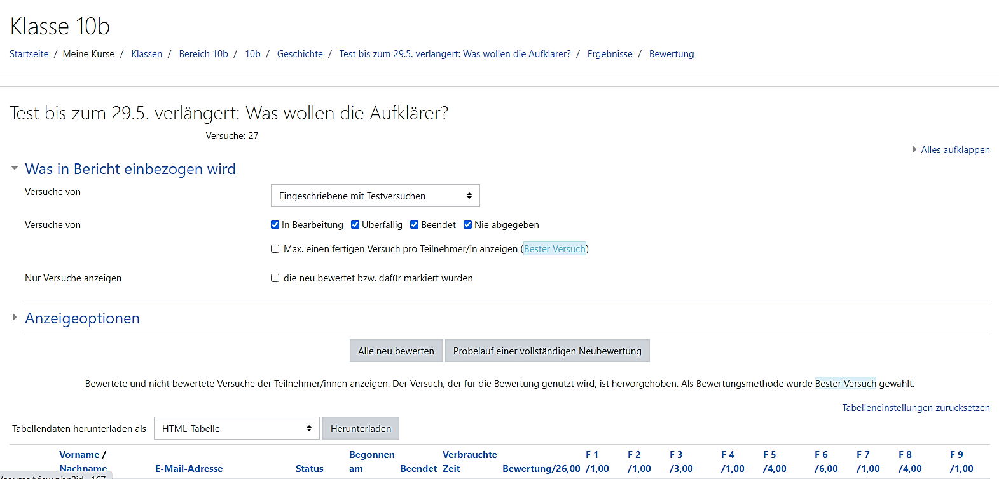 Klasse 10b
Startseite / Meine Kurse / Klassen / Bereich 10b / 10b / Geschichte / Test bis zum 29.5. verlängert: Was wollen die Aufklärer? / Ergebnisse / Bewertung
Test bis zum 29.5. verlängert: Was wollen die Aufklärer?
Versuche: 27
Alles aufklappen
Was in Bericht einbezogen wird
Versuche von Eingeschriebene mit Testversuchen
Versuche von In Bearbeitung Überfällig Beendet Nie abgegeben
Max. einen fertigen Versuch pro Teilnehmer/in anzeigen (Bester Versuch)
Nur Versuche anzeigen die neu bewertet bzw. dafür markiert wurden
Anzeigeoptionen
Alle neu bewerten Probelauf einer vollständigen Neubewertung
Bewertete und nicht bewertete Versuche der Teilnehmer/innen anzeigen. Der Versuch, der für die Bewertung genutzt wird, ist hervorgehoben. Als Bewertungsmethode wurde Bester Versuch gewählt.
Tabelleneinstellungen zurücksetzen
Tabellendaten herunterladen als HTML-Tabelle Herunterladen
Vorname / Begonnen Verbrauchte F 1 F 2 F 3 F 4 F 5 F 6 F 7 F 8 F 9
Nachname E-Mail-Adresse Status am Beendet Zeit Bewertung/26,00 /1,00 /1,00 /3,00 /1,00 /4,00 /6,00 /1,00 /4,00 /1,00